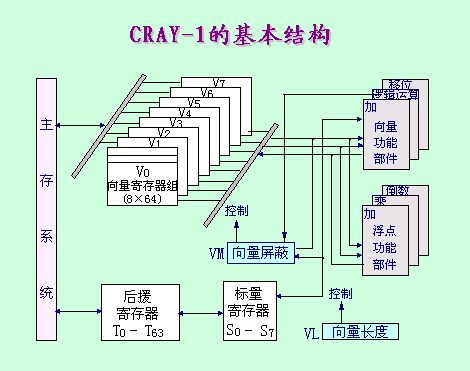 CRAY-1的基本结构
主
存
系
统
V7
V6
V5
V4
V3
V2
V1
V0
向量寄存器组
(8×64)
移位
逻辑运算
加
向量
功能
部件
倒数
乘
加
浮点
功能
部件
控制
VM 向量屏蔽
后援
寄存器
T0 - T63
标量
寄存器
S0 - S7
控制
VL 向量长度